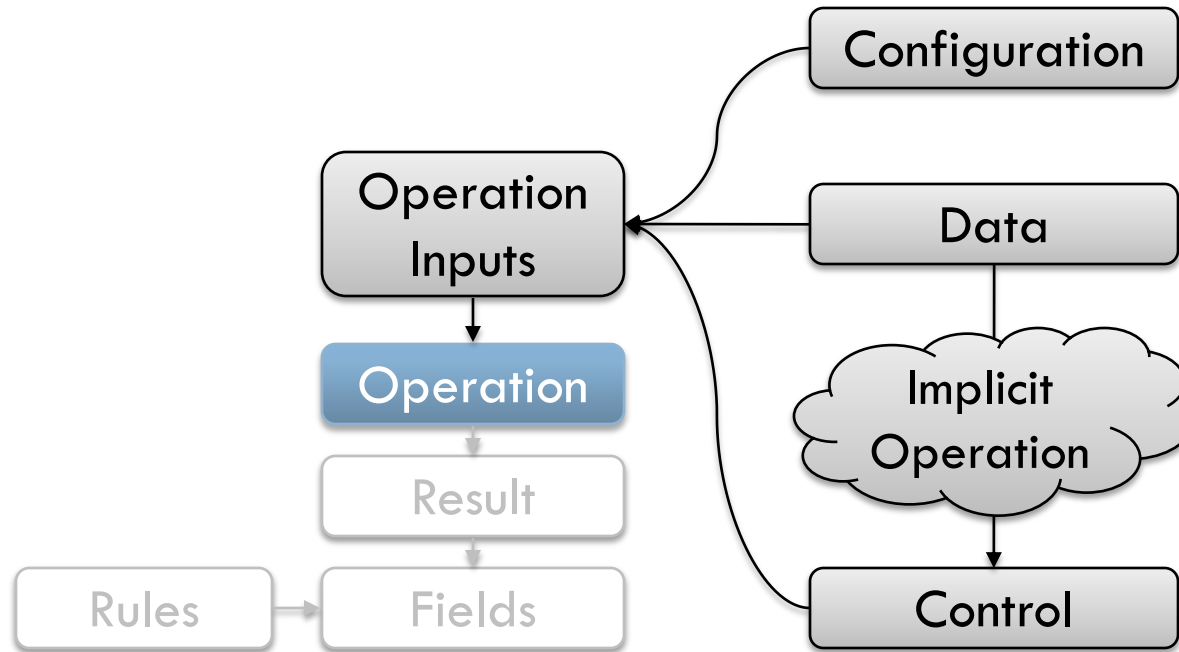 Configuration
Operation
Inputs
Data
Operation
Implicit
Operation
Result
Rules
Fields
Control